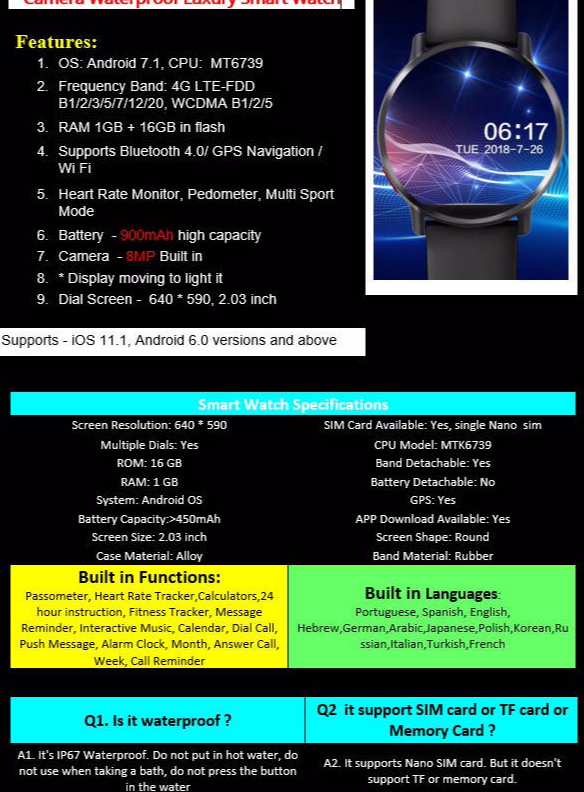 Camera Waterproof Luxury Smart Watch
Features:
1. OS: Android 7.1, CPU: MT6739
2. Frequency Band: 4G LTE-FDD
B1/2/3/5/7/12/20, WCDMA B1/2/5
3. RAM 1GB + 16GB in flash
4. Supports Bluetooth 4.0/ GPS Navigation /
Wi Fi
5. Heart Rate Monitor, Pedometer, Multi Sport
Mode
6. Battery - 900mAh high capacity
7. Camera - 8MP Built in
8. * Display moving to light it
9. Dial Screen - 640 * 590, 2.03 inch
06:17
TUE 2018-7-26
Supports - iOS 11.1, Android 6.0 versions and above
Smart Watch Specifications
Screen Resolution: 640 * 590
SIM Card Available: Yes, single Nano sim
Multiple Dials: Yes
CPU Model: MTK6739
ROM: 16 GB
Band Detachable: Yes
RAM: 1 GB
Battery Detachable: No
System: Android OS
GPS: Yes
Battery Capacity:>450mAh
APP Download Available: Yes
Screen Size: 2.03 inch
Screen Shape: Round
Case Material: Alloy
Band Material: Rubber
Built in Functions:
Passometer, Heart Rate Tracker,Calculators,24
hour instruction, Fitness Tracker, Message
Reminder, Interactive Music, Calendar, Dial Call,
Push Message, Alarm Clock, Month, Answer Call,
Week, Call Reminder
Built in Languages:
Portuguese, Spanish, English,
Hebrew,German,Arabic,Japanese,Polish,Korean,Ru
ssian,Italian,Turkish,French
Q1. Is it waterproof ?
Q2 it support SIM card or TF card or
Memory Card ?
A1. It's IP67 Waterproof. Do not put in hot water, do
not use when taking a bath, do not press the button
in the water
A2. It supports Nano SIM card. But it doesn't
support TF or memory card.